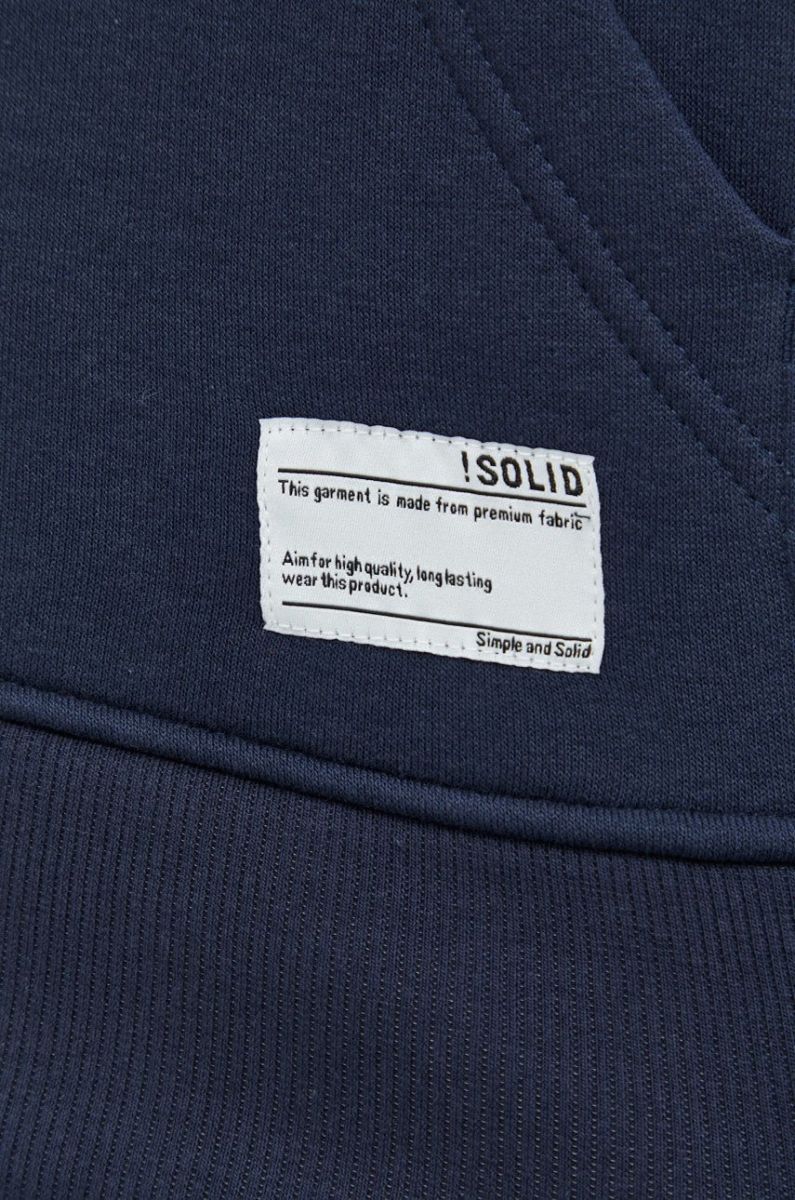 !SOLID
This garment is made from premium fabric
Aim for high quality, long lasting
wear this product.
Simple and Solid